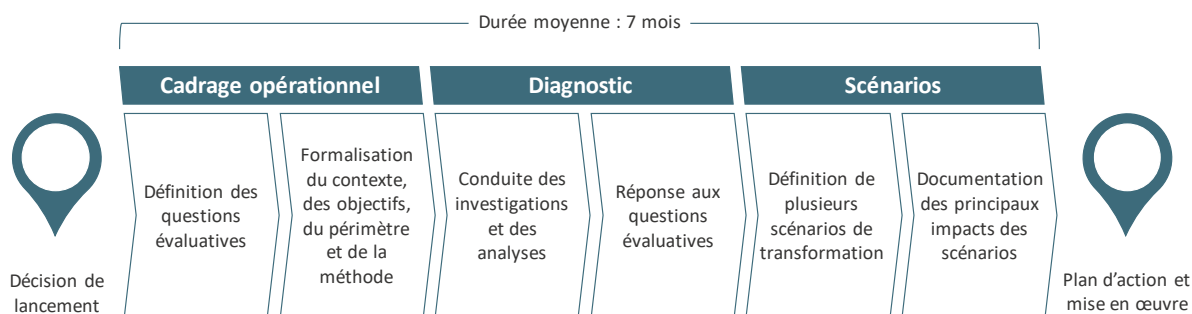 Durée moyenne : 7 mois
Cadrage opérationnel
Diagnostic
Scénarios
Décision de
lancement
Définition des
questions
évaluatives
Formalisation
du contexte,
des objectifs,
du périmètre
et de la
méthode
Conduite des
investigations
et des
analyses
Réponse aux
questions
évaluatives
Définition de
plusieurs
scénarios de
transformation
Documentation
des principaux
impacts des
scénarios
Plan d’action et
mise en œuvre